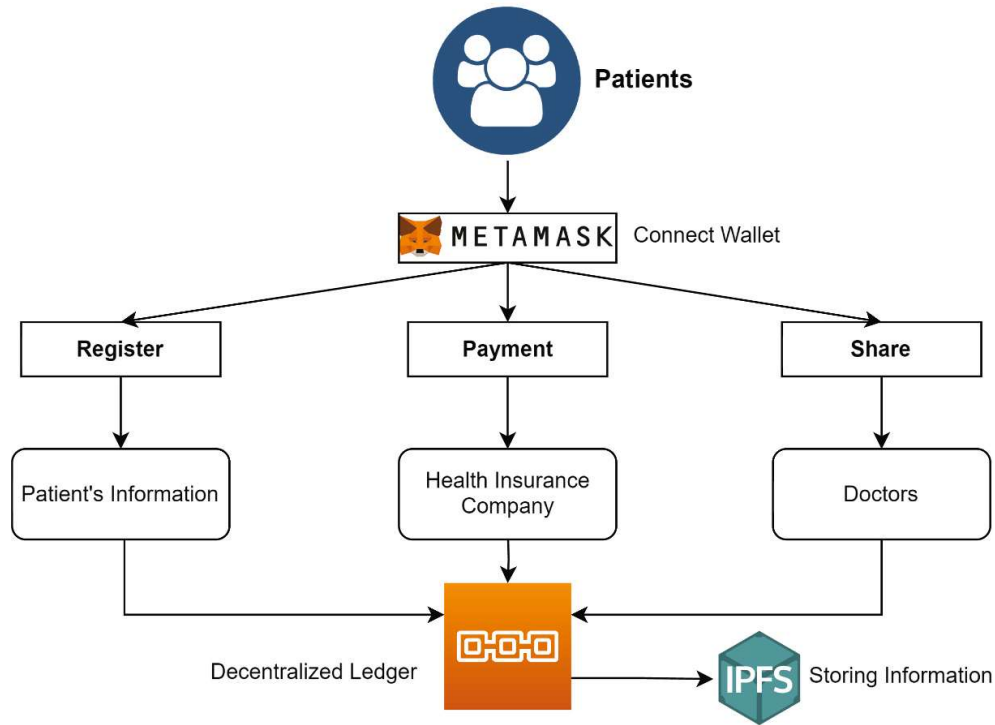 Patients
METAMASK
Connect Wallet
Register
Payment
Share
Patient's Information
Health Insurance
Company
Doctors
Decentralized Ledger
IPFS
Storing Information